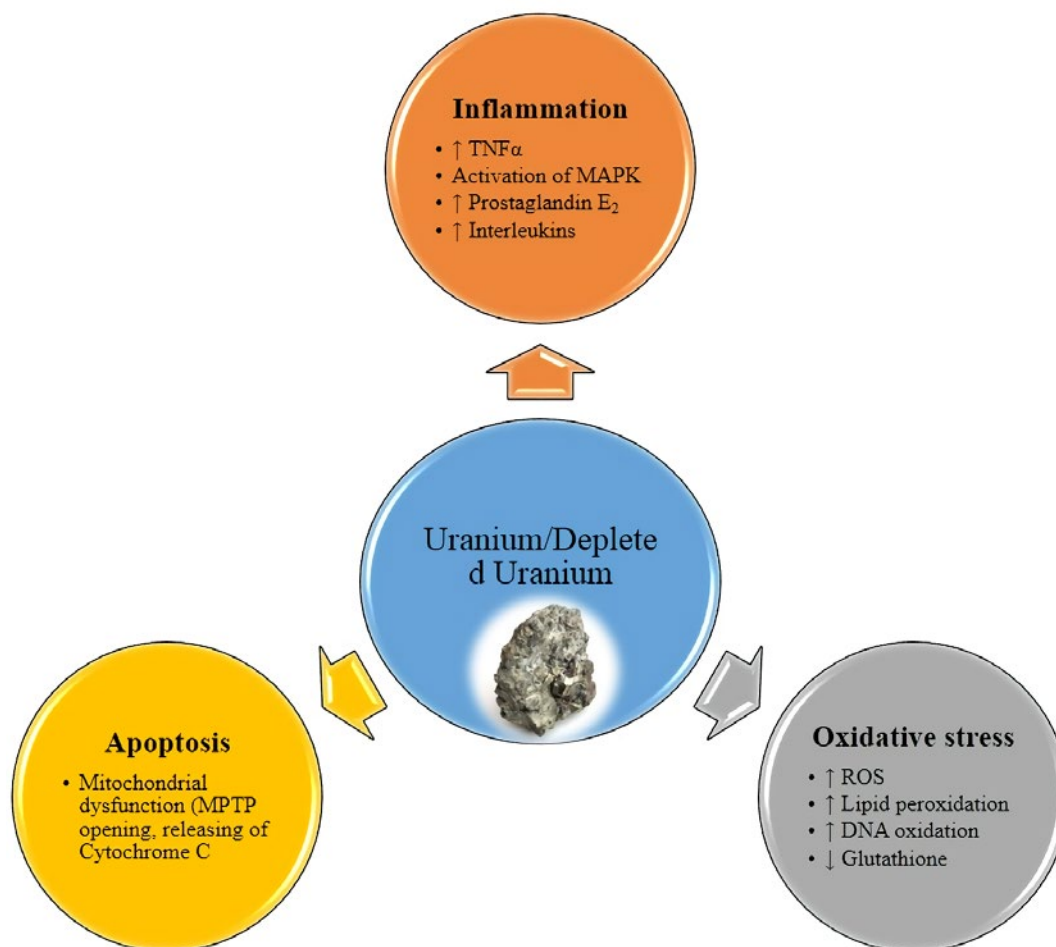 Inflammation
• ↑ TNFα
• Activation of MAPK
• ↑ Prostaglandin E₂
• ↑ Interleukins
Uranium/Deplete
d Uranium
Apoptosis
• Mitochondrial
dysfunction (MPTP
opening, releasing of
Cytochrome C
Oxidative stress
• ↑ ROS
• ↑ Lipid peroxidation
• ↑ DNA oxidation
• ↓ Glutathione